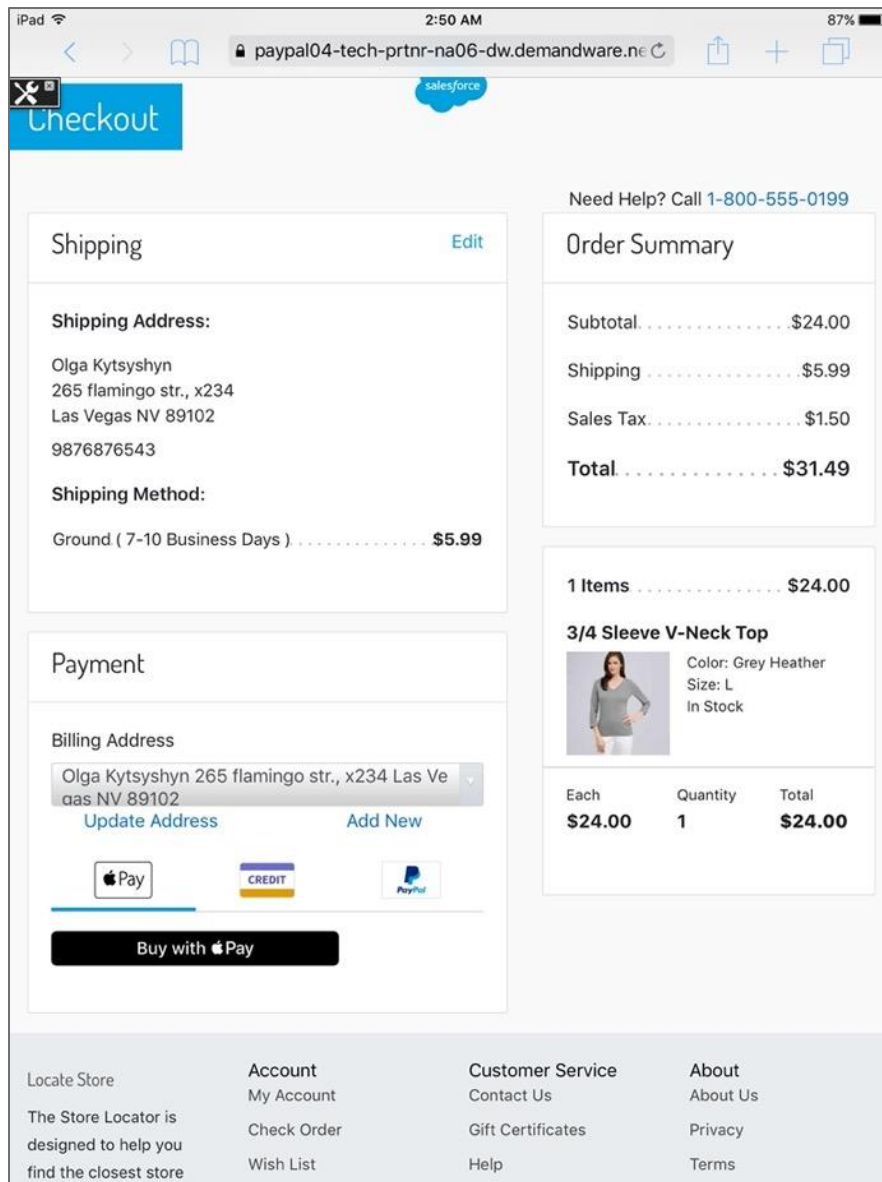 iPad 2:50 AM 87%
paypal04-tech-prtnr-na06-dw.demandware.ne
salesforce
Checkout
Need Help? Call 1-800-555-0199
Shipping Edit
Shipping Address:
Olga Kytsyshyn
265 flamingo str., x234
Las Vegas NV 89102
9876876543
Shipping Method:
Ground ( 7-10 Business Days ) $5.99
Order Summary
Subtotal $24.00
Shipping $5.99
Sales Tax $1.50
Total $31.49
1 Items $24.00
3/4 Sleeve V-Neck Top
Color: Grey Heather
Size: L
In Stock
Each Quantity Total
$24.00 1 $24.00
Payment
Billing Address
Olga Kytsyshyn 265 flamingo str., x234 Las Ve
gas NV 89102
Update Address Add New
Pay CREDIT PayPal
Buy with Pay
Locate Store
The Store Locator is
designed to help you
find the closest store
Account
My Account
Check Order
Wish List
Customer Service
Contact Us
Gift Certificates
Help
About
About Us
Privacy
Terms